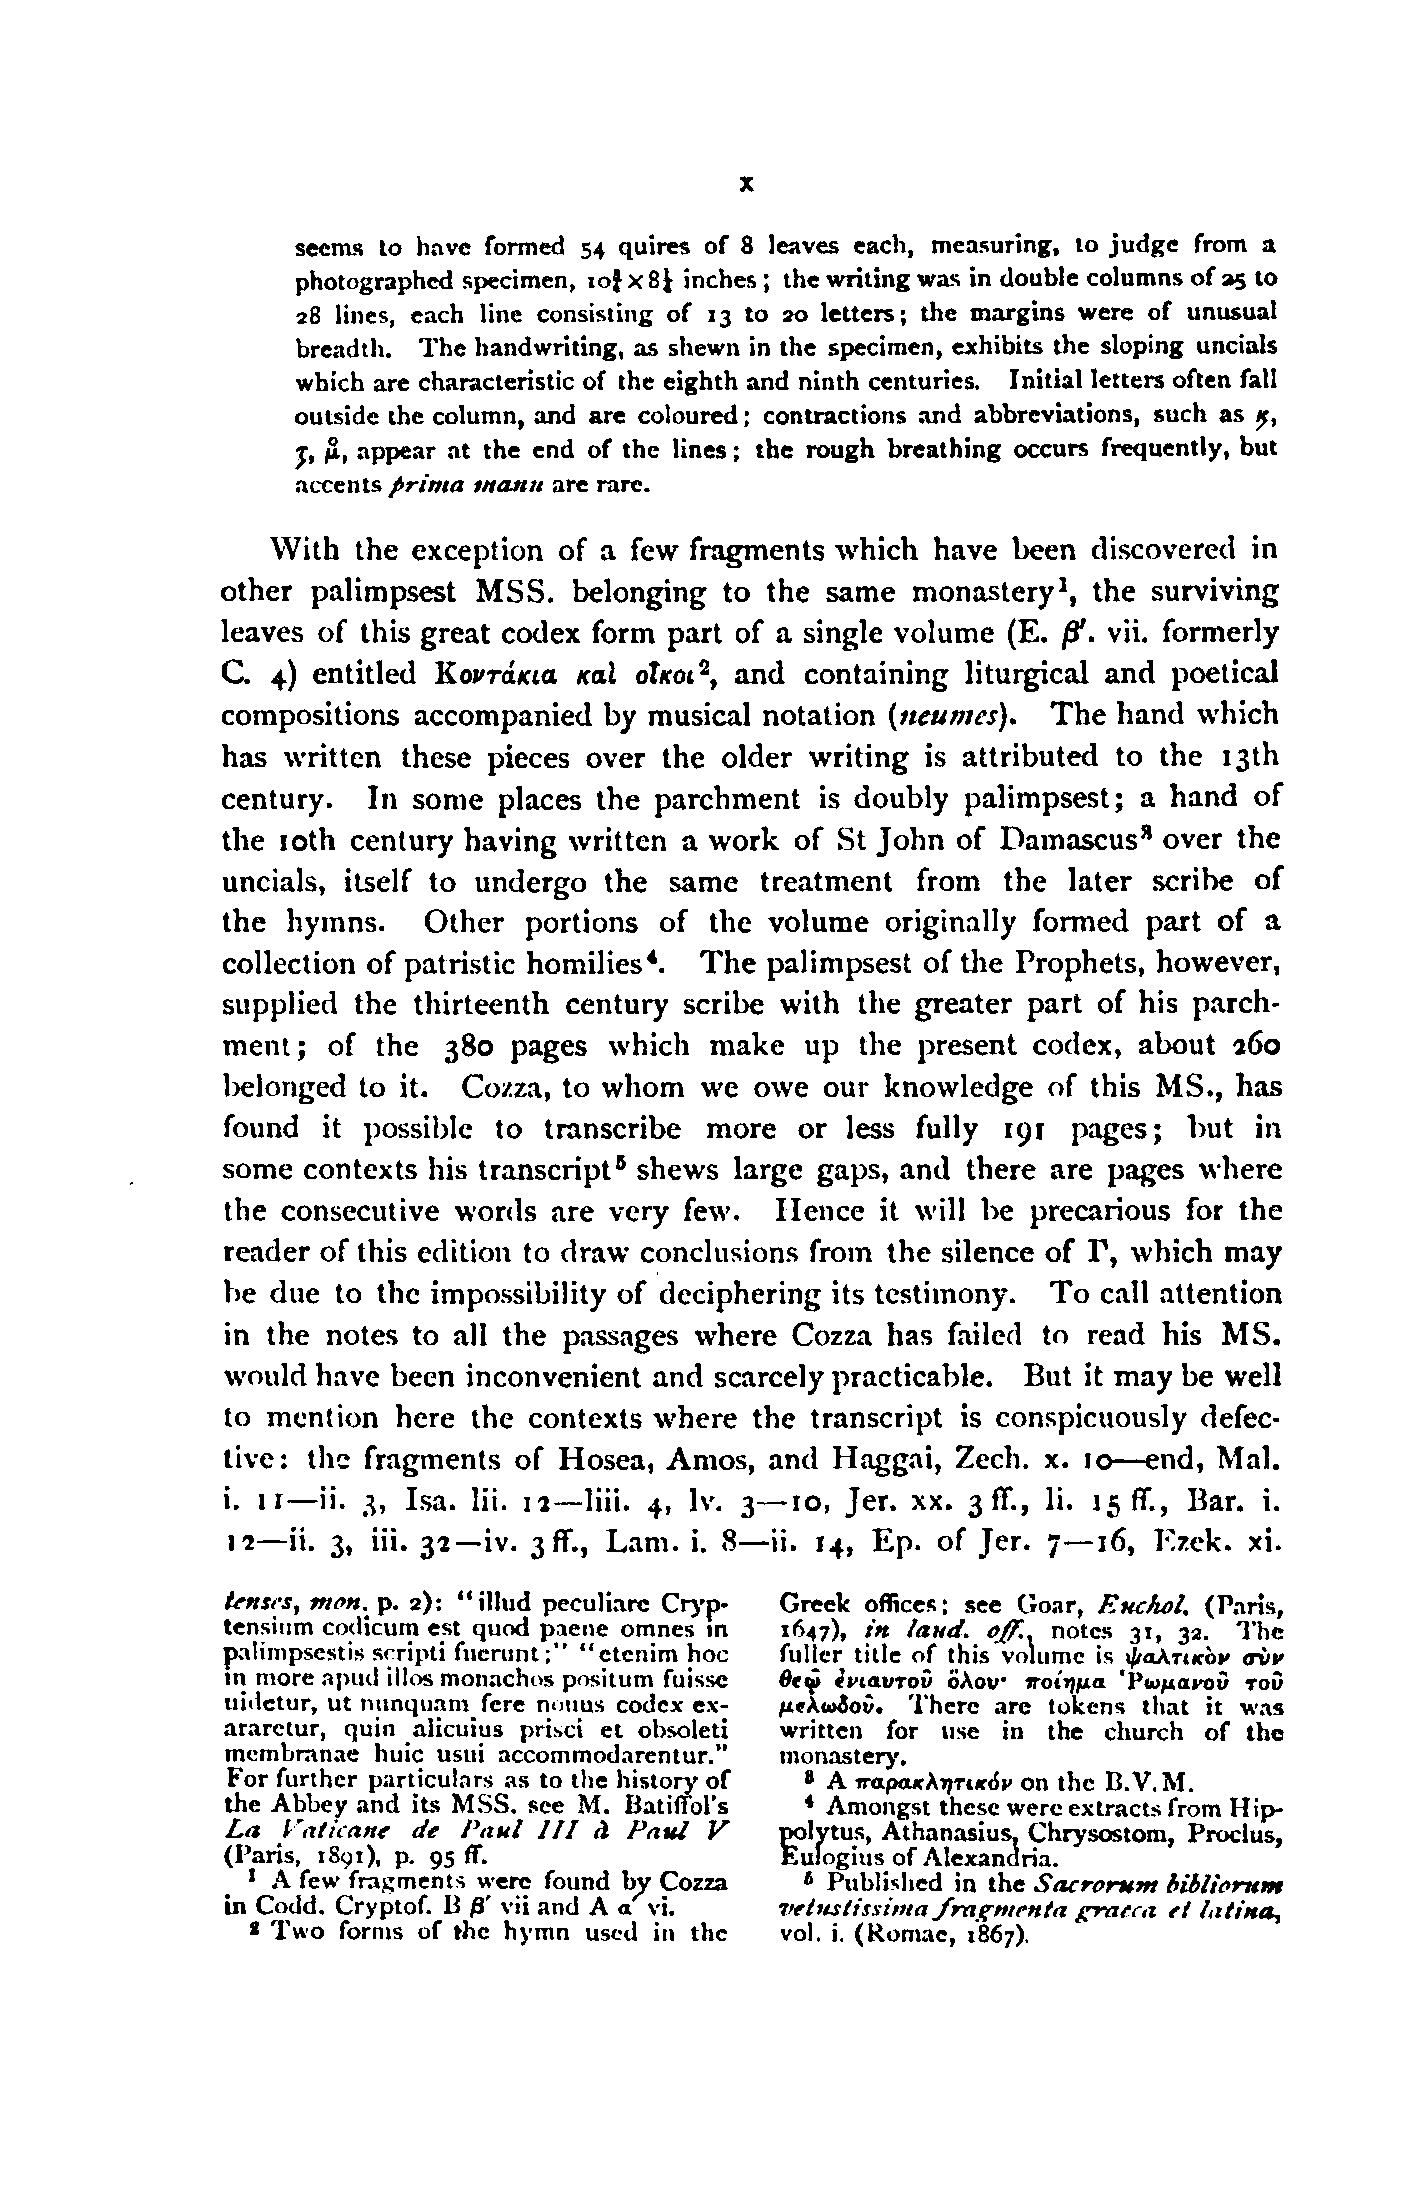 x
seems to have formed 54 quires of 8 leaves each, measuring, to judge from a
photographed specimen, inches; the writing was in double columns of 25 to
28 lines, each line consisting of 13 to 20 letters; the margins were of unusual
breadth. The handwriting, as shewn in the specimen, exhibits the sloping uncials
which are characteristic of the eighth and ninth centuries. Initial letters often fall
outside the column, and are coloured; contractions and abbreviations, such as
appear at the end of the lines; the rough breathing occurs frequently, but
accents prima manu are rare.
With the exception of a few fragments which have been discovered in
other palimpsest MSS. belonging to the same monastery¹, the surviving
leaves of this great codex form part of a single volume (E. β′. vii. formerly
C. 4) entitled Κοντάκια καὶ οἶκοι², and containing liturgical and poetical
compositions accompanied by musical notation (neumes). The hand which
has written these pieces over the older writing is attributed to the 13th
century. In some places the parchment is doubly palimpsest; a hand of
the 10th century having written a work of St John of Damascus³ over the
uncials, itself to undergo the same treatment from the later scribe of
the hymns. Other portions of the volume originally formed part of a
collection of patristic homilies⁴. The palimpsest of the Prophets, however,
supplied the thirteenth century scribe with the greater part of his parch-
ment; of the 380 pages which make up the present codex, about 260
belonged to it. Cozza, to whom we owe our knowledge of this MS., has
found it possible to transcribe more or less fully 191 pages; but in
some contexts his transcript⁵ shews large gaps, and there are pages where
the consecutive words are very few. Hence it will be precarious for the
reader of this edition to draw conclusions from the silence of Γ, which may
be due to the impossibility of deciphering its testimony. To call attention
in the notes to all the passages where Cozza has failed to read his MS.
would have been inconvenient and scarcely practicable. But it may be well
to mention here the contexts where the transcript is conspicuously defec-
tive: the fragments of Hosea, Amos, and Haggai, Zech. x. 10—end, Mal.
i. 11—ii. 3, Isa. lii. 12—liii. 4, lv. 3—10, Jer. xx. 3 ff., li. 15 ff., Bar. i.
12—ii. 3, iii. 32—iv. 3 ff., Lam. i. 8—ii. 14, Ep. of Jer. 7—16, Ezek. xi.
tenses, mon. p. 2): "illud peculiare Cryp-
tensium codicum est quod paene omnes in
palimpsestis scripti fuerunt;" "etenim hoc
in more apud illos monachos positum fuisse
uidetur, ut nunquam fere nouus codex ex-
araretur, quin alicuius prisci et obsoleti
membranae huic usui accommodarentur."
For further particulars as to the history of
the Abbey and its MSS. see M. Batiffol's
La Vaticane de Paul III à Paul V
(Paris, 1891), p. 95 ff.
¹ A few fragments were found by Cozza
in Codd. Cryptof. B β′ vii and A α′ vi.
² Two forms of the hymn used in the
Greek offices; see Goar, Euchol. (Paris,
1647), in laud. off., notes 31, 32. The
fuller title of this volume is ψαλτικὸν σὺν
θεῷ ἐνιαυτοῦ ὅλου· ποίημα Ῥωμανοῦ τοῦ
μελωδοῦ. There are tokens that it was
written for use in the church of the
monastery.
³ A παρακλητικόν on the B.V.M.
⁴ Amongst these were extracts from Hip-
polytus, Athanasius, Chrysostom, Proclus,
Eulogius of Alexandria.
⁵ Published in the Sacrorum bibliorum
vetustissima fragmenta graeca et latina,
vol. i. (Romae, 1867).